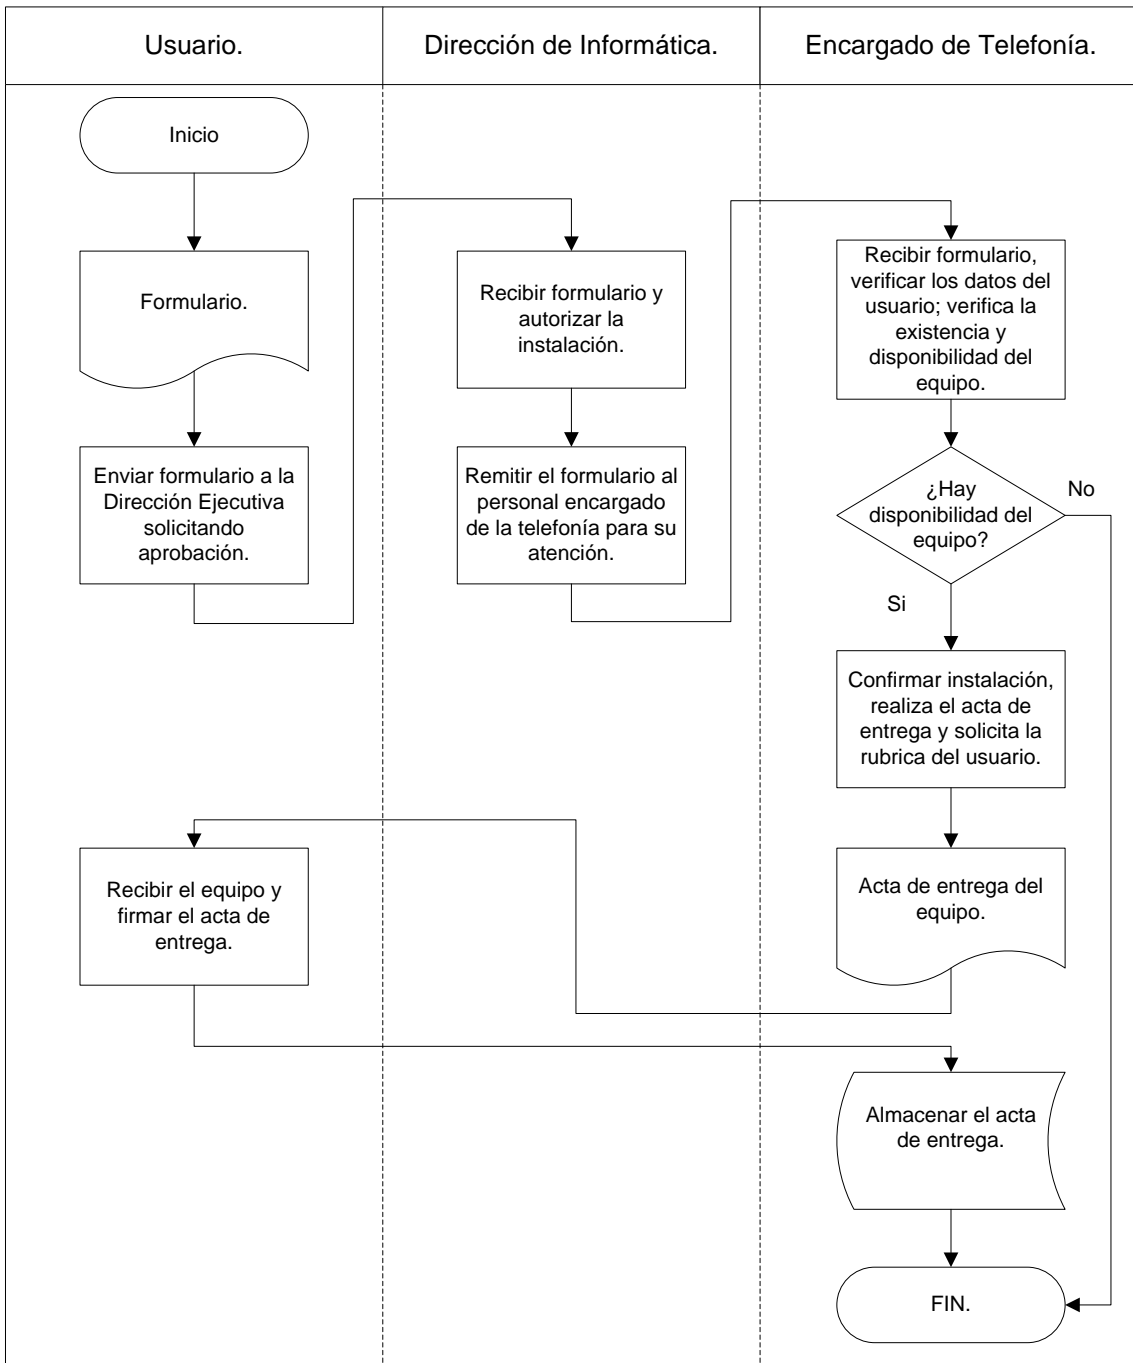 Usuario.
Dirección de Informática.
Encargado de Telefonía.
Inicio
Formulario.
Enviar formulario a la
Dirección Ejecutiva
solicitando
aprobación.
Recibir formulario y
autorizar la
instalación.
Remitir el formulario al
personal encargado
de la telefonía para su
atención.
Recibir formulario,
verificar los datos del
usuario; verifica la
existencia y
disponibilidad del
equipo.
¿Hay
disponibilidad del
equipo?
No
Si
Confirmar instalación,
realiza el acta de
entrega y solicita la
rubrica del usuario.
Acta de entrega del
equipo.
Recibir el equipo y
firmar el acta de
entrega.
Almacenar el acta
de entrega.
FIN.